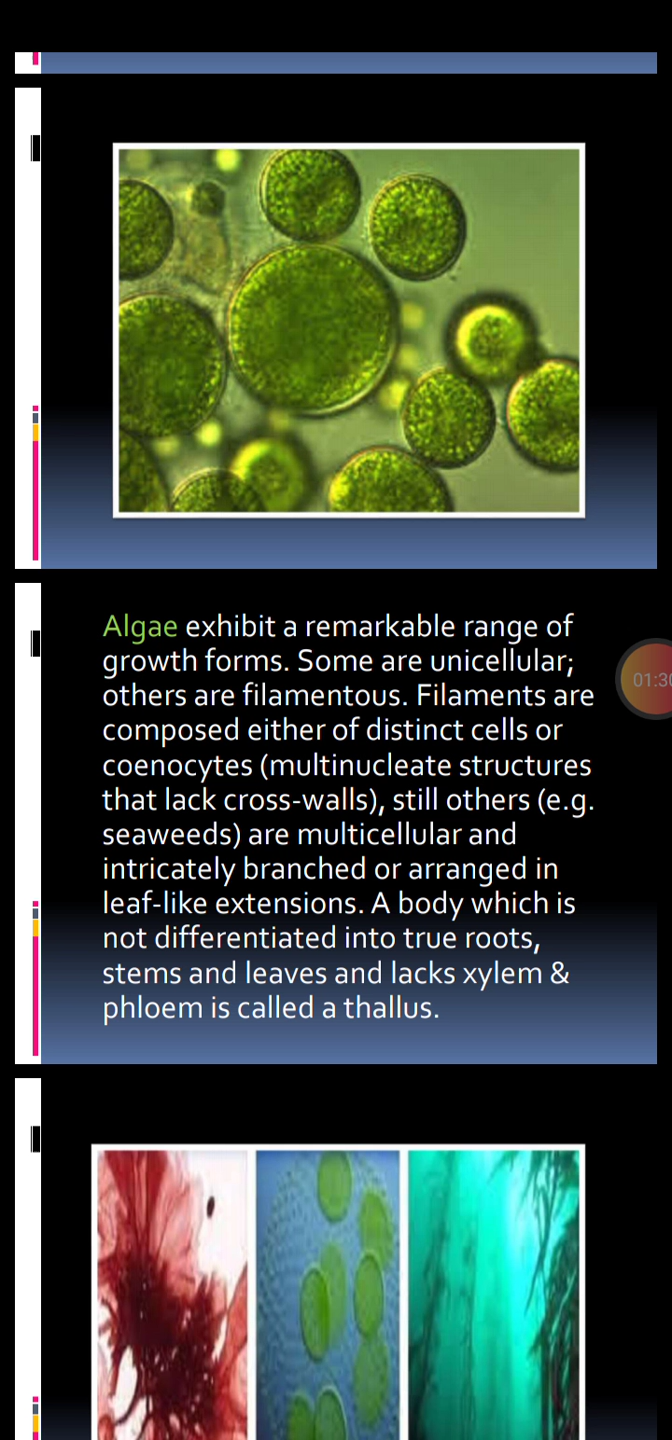 Algae exhibit a remarkable range of
growth forms. Some are unicellular;
others are filamentous. Filaments are
composed either of distinct cells or
coenocytes (multinucleate structures
that lack cross-walls), still others (e.g.
seaweeds) are multicellular and
intricately branched or arranged in
leaf-like extensions. A body which is
not differentiated into true roots,
stems and leaves and lacks xylem &
phloem is called a thallus.